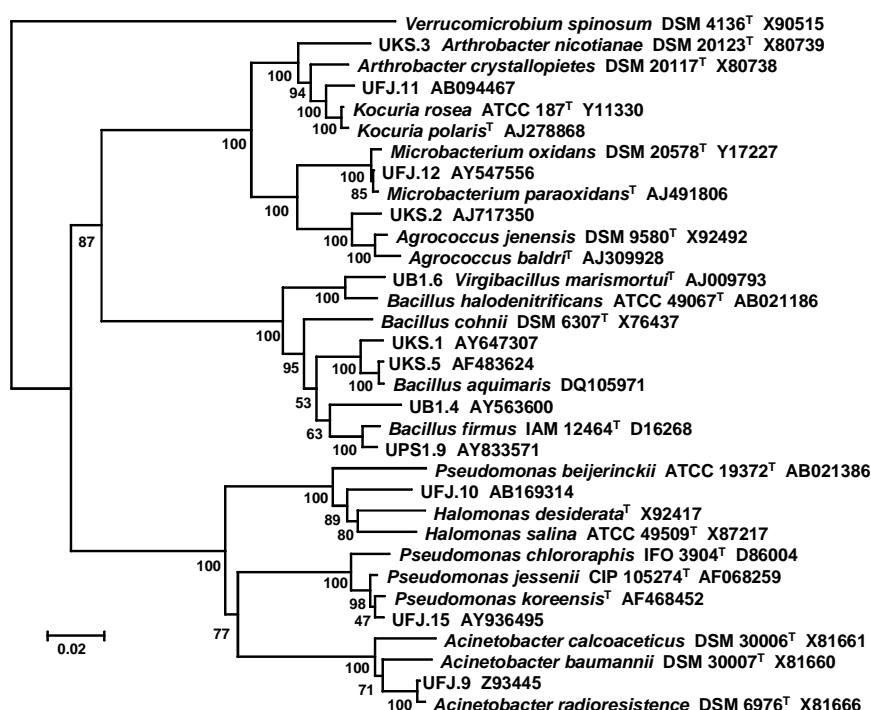 Verrucomicrobium spinosum DSM 4136T X90515
UKS.3 Arthrobacter nicotianae DSM 20123T X80739
100
Arthrobacter crystallopietes DSM 20117T X80738
94
UFJ.11 AB094467
100
Kocuria rosea ATCC 187T Y11330
100
Kocuria polarisT AJ278868
100
Microbacterium oxidans DSM 20578T Y17227
100
UFJ.12 AY547556
85
Microbacterium paraoxidansT AJ491806
100
UKS.2 AJ717350
100
Agrococcus jenensis DSM 9580T X92492
87
100
Agrococcus baldriT AJ309928
UB1.6 Virgibacillus marismortuiT AJ009793
100
Bacillus halodenitrificans ATCC 49067T AB021186
100
Bacillus cohnii DSM 6307T X76437
UKS.1 AY647307
95
100
UKS.5 AF483624
100
Bacillus aquimaris DQ105971
53
UB1.4 AY563600
63
Bacillus firmus IAM 12464T D16268
100
UPS1.9 AY833571
Pseudomonas beijerinckii ATCC 19372T AB021386
100
UFJ.10 AB169314
89
Halomonas desiderataT X92417
80
Halomonas salina ATCC 49509T X87217
100
Pseudomonas chlororaphis IFO 3904T D86004
100
Pseudomonas jessenii CIP 105274T AF068259
98
Pseudomonas koreensisT AF468452
47
UFJ.15 AY936495
77
Acinetobacter calcoaceticus DSM 30006T X81661
0.02
100
Acinetobacter baumannii DSM 30007T X81660
71
UFJ.9 Z93445
100
Acinetobacter radioresistence DSM 6976T X81666